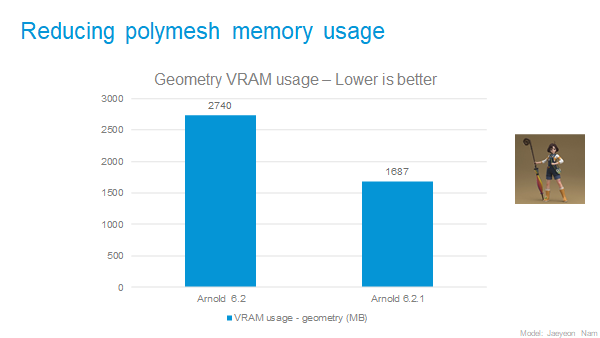 Reducing polymesh memory usage
Geometry VRAM usage – Lower is better
3000
2500
2000
1500
1000
500
0
2740
1687
Arnold 6.2
Arnold 6.2.1
VRAM usage - geometry (MB)
Model: Jaeyeon Nam